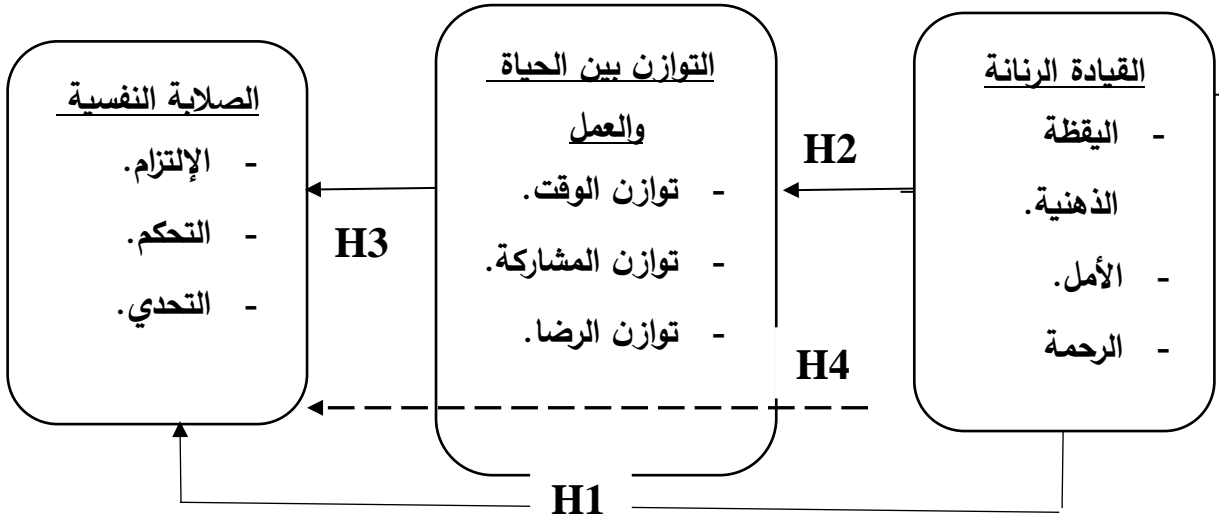 القيادة الرنانة
- اليقظة
الذهنية.
- الأمل.
- الرحمة
H2
التوازن بين الحياة
والعمل
- توازن الوقت.
- توازن المشاركة.
- توازن الرضا.
H3
الصلابة النفسية
- الإلتزام.
- التحكم.
- التحدي.
H4
H1